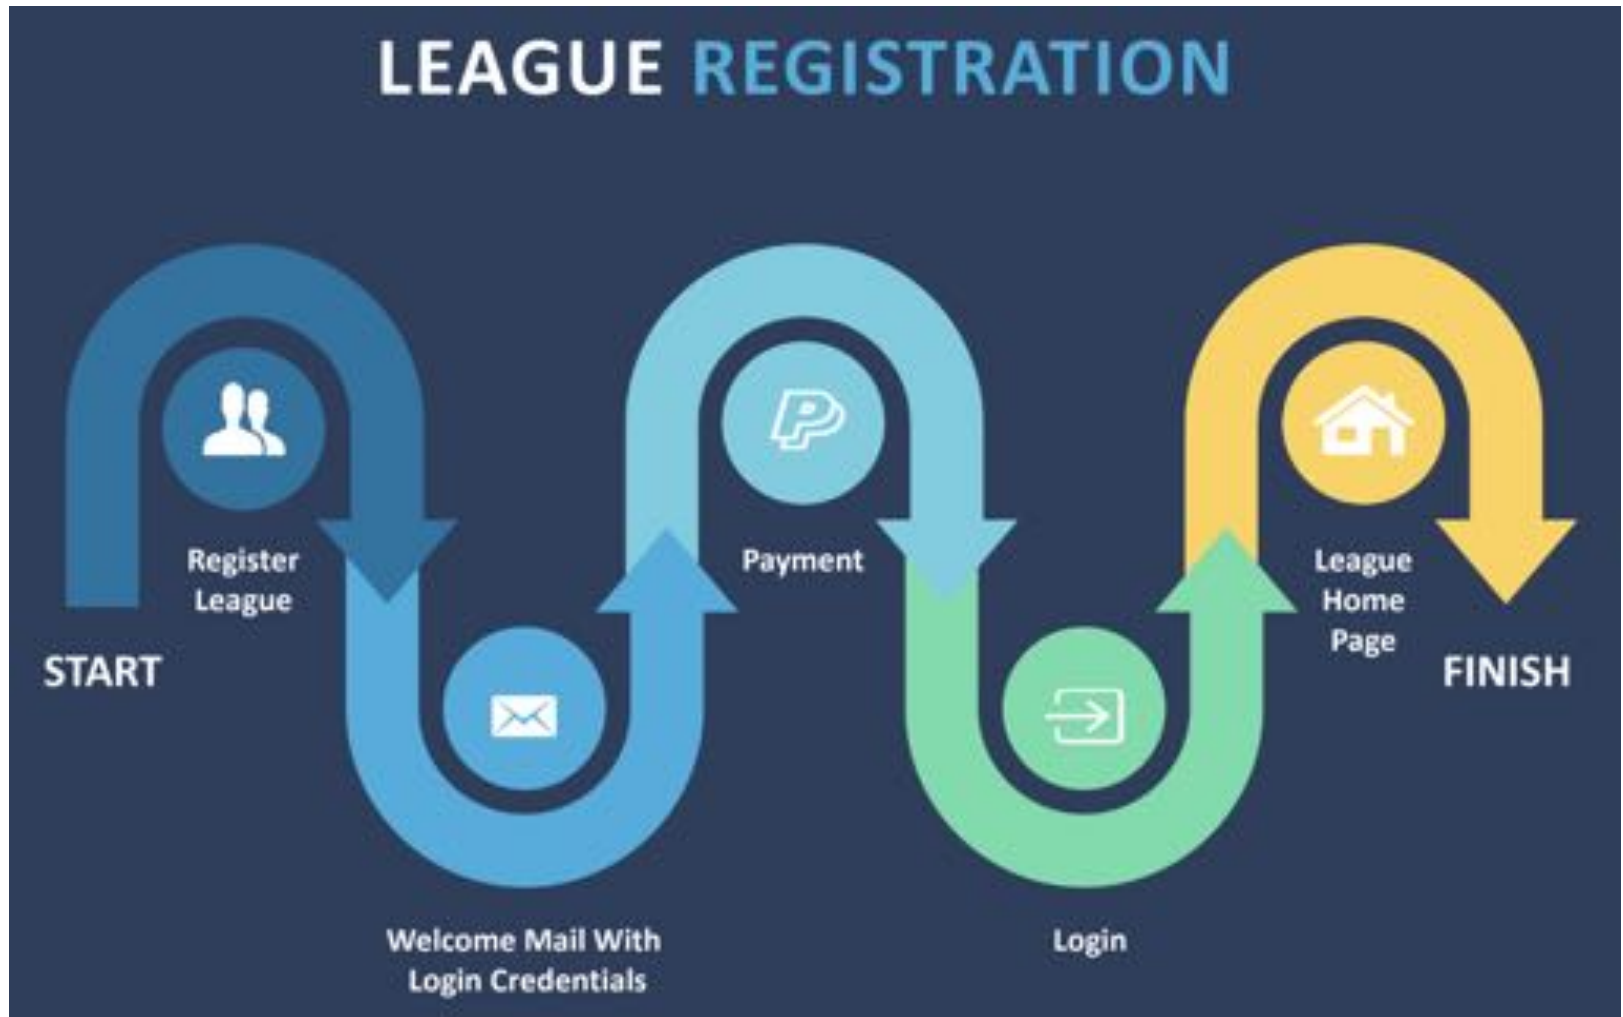 LEAGUE REGISTRATION
Register
League
START
Welcome Mail With
Login Credentials
Payment
Login
League
Home
Page
FINISH